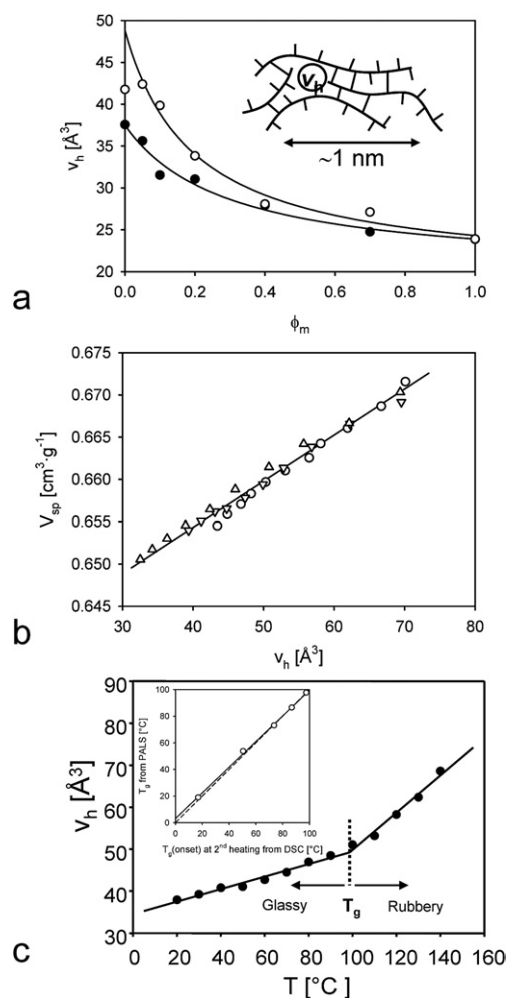 50
45
40
35
30
25
20
v_h [Å³]
v_h
~1 nm
0.0 0.2 0.4 0.6 0.8 1.0
ϕ_m
a
0.675
0.670
0.665
0.660
0.655
0.650
0.645
V_sp [cm³·g⁻¹]
30 40 50 60 70 80
v_h [Å³]
b
90
80
70
60
50
40
30
v_h [Å³]
100
80
60
40
20
0
T_g from PALS [°C]
0 20 40 60 80 100
T_g(onset) at 2nd heating from DSC [°C]
Glassy T_g Rubbery
0 20 40 60 80 100 120 140 160
T [°C]
c